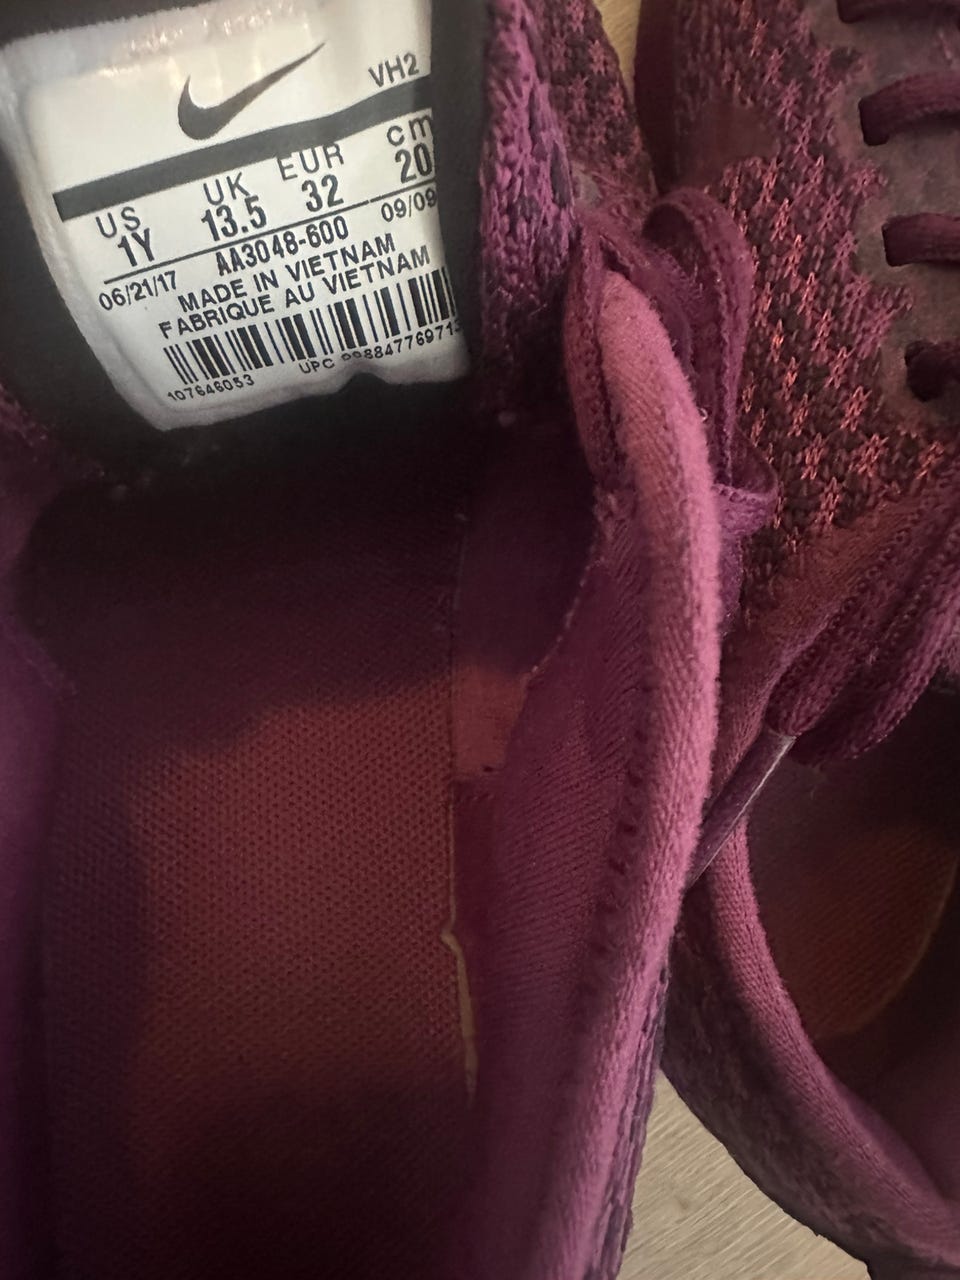 VH2
US UK EUR cm
1Y 13.5 32 20
06/21/17 AA3048-600 09/09
MADE IN VIETNAM
FABRIQUE AU VIETNAM
107646053 UPC